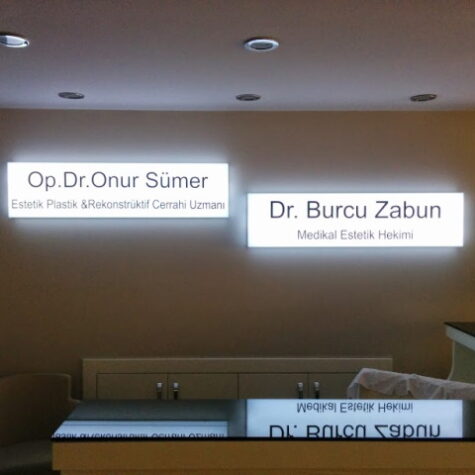 Op.Dr.Onur Sümer
Estetik Plastik &Rekonstrüktif Cerrahi Uzmanı
Dr. Burcu Zabun
Medikal Estetik Hekimi